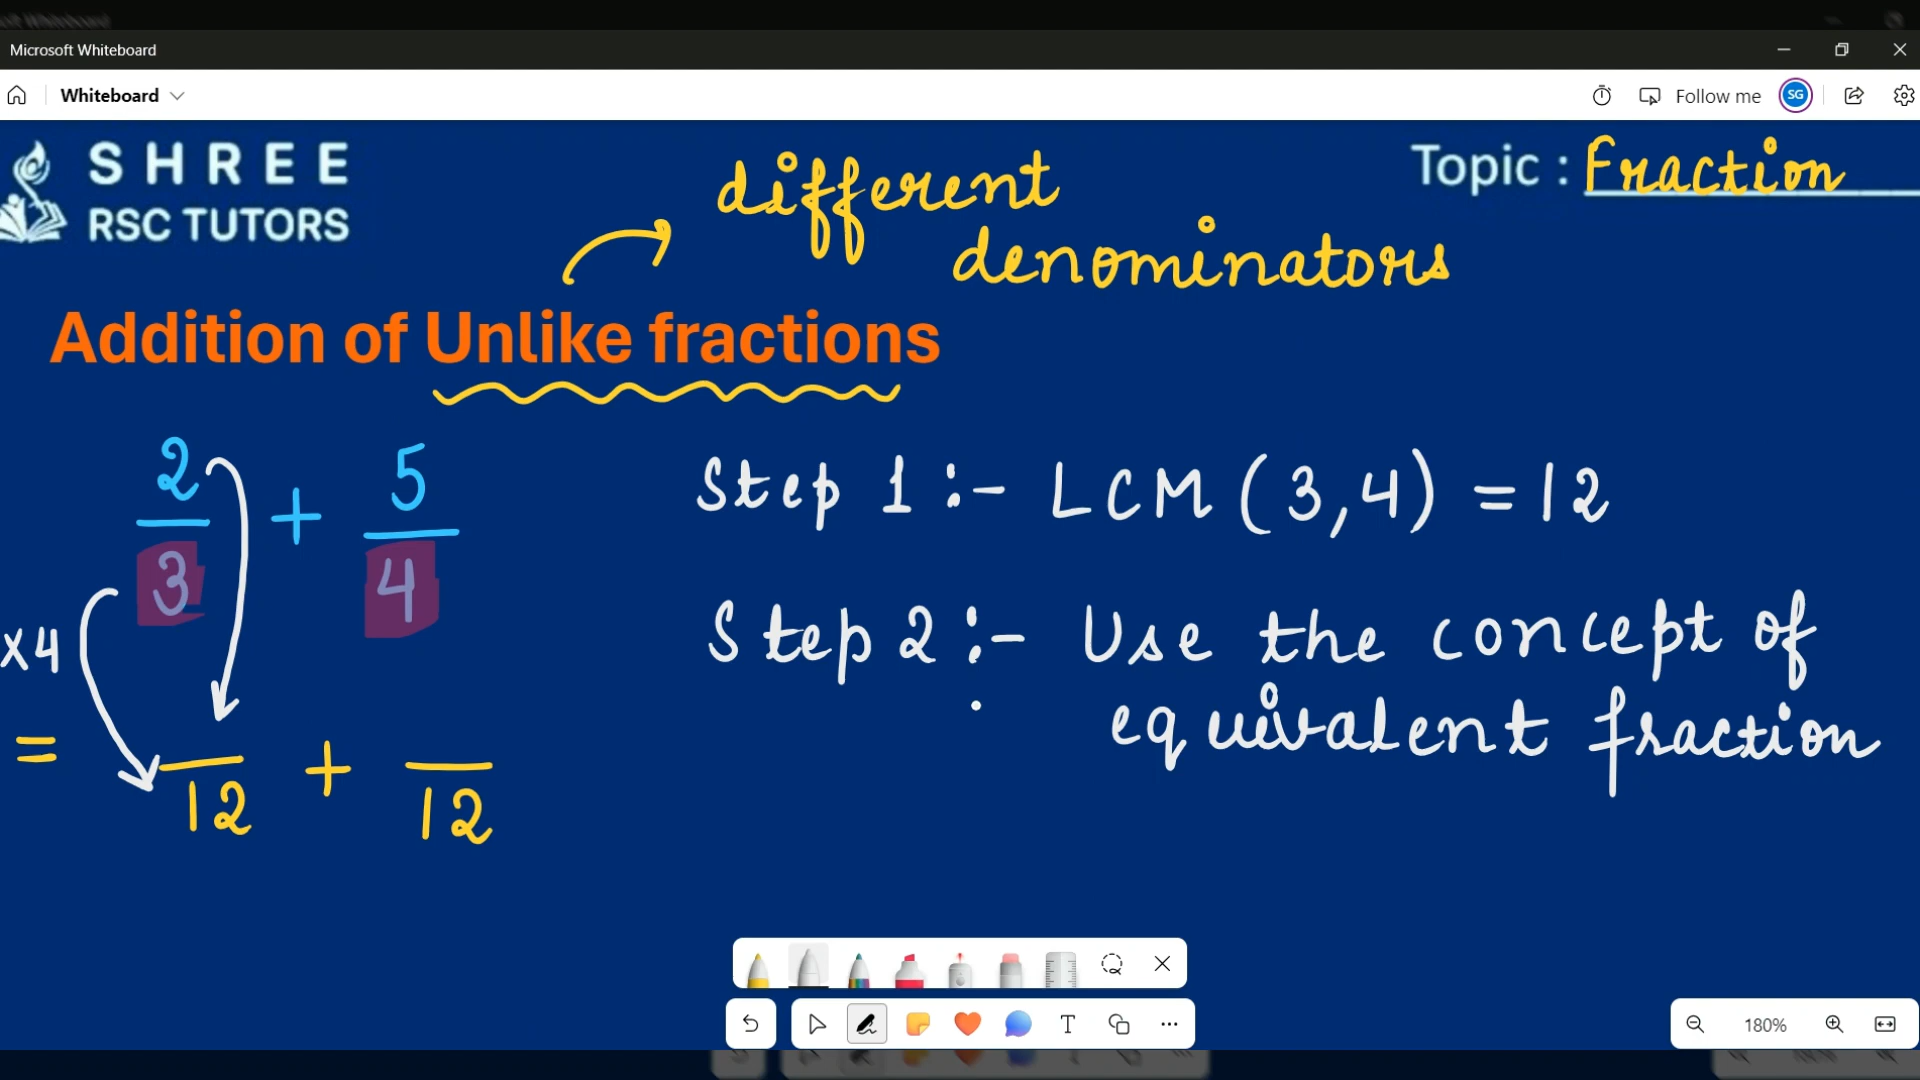 Microsoft Whiteboard
Whiteboard
Follow me
SG
SHREE
RSC TUTORS
Topic : Fraction
different
denominators
Addition of Unlike fractions
2/3 + 5/4
×4
= /12 + /12
Step 1 :- LCM (3,4) = 12
Step 2 :- Use the concept of
equivalent fraction
T
180%